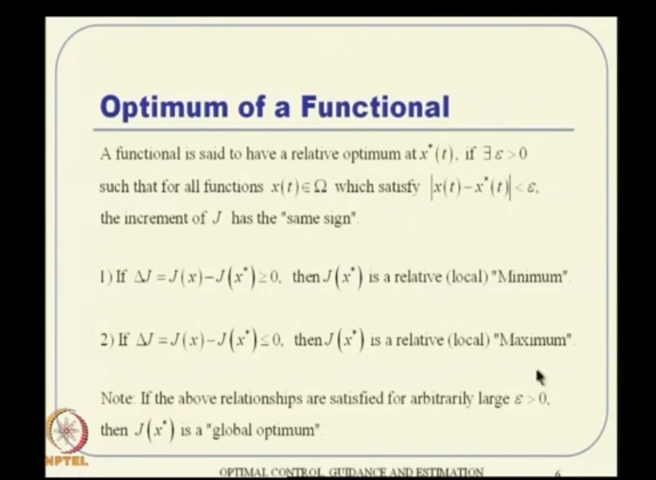 Optimum of a Functional
A functional is said to have a relative optimum at x*(t), if ∃ ε > 0
such that for all functions x(t) ∈ Ω which satisfy |x(t) − x*(t)| < ε,
the increment of J has the "same sign".
1) If ΔJ = J(x) − J(x*) ≥ 0, then J(x*) is a relative (local) "Minimum".
2) If ΔJ = J(x) − J(x*) ≤ 0, then J(x*) is a relative (local) "Maximum".
Note: If the above relationships are satisfied for arbitrarily large ε > 0,
then J(x*) is a "global optimum".
NPTEL
OPTIMAL CONTROL, GUIDANCE AND ESTIMATION 6